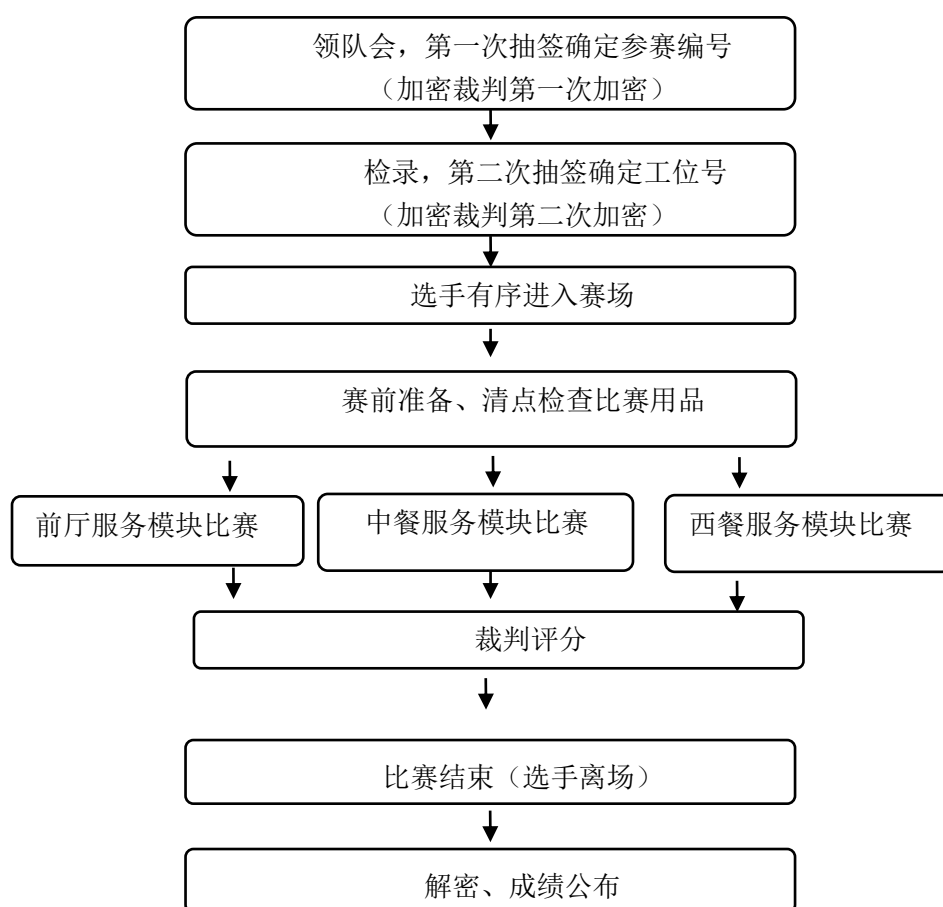 领队会，第一次抽签确定参赛编号
（加密裁判第一次加密）
检录，第二次抽签确定工位号
（加密裁判第二次加密）
选手有序进入赛场
赛前准备、清点检查比赛用品
前厅服务模块比赛
中餐服务模块比赛
西餐服务模块比赛
裁判评分
比赛结束（选手离场）
解密、成绩公布